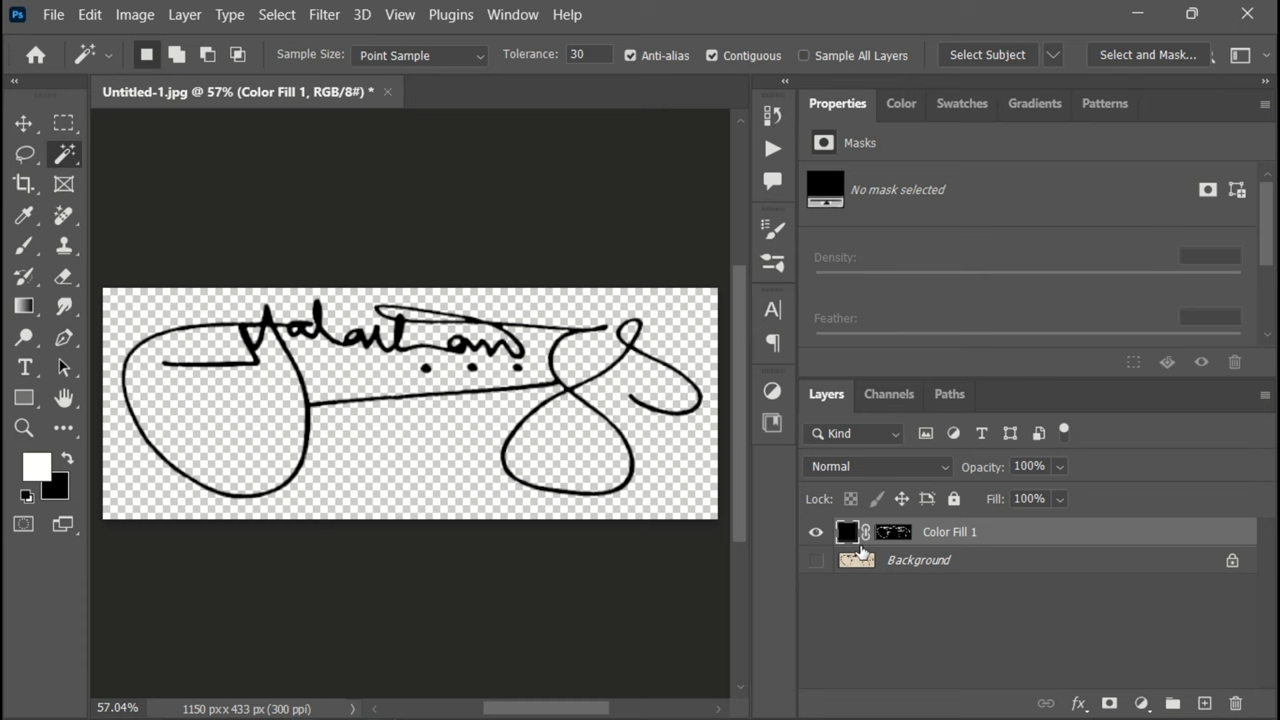 Ps File Edit Image Layer Type Select Filter 3D View Plugins Window Help
Sample Size: Point Sample Tolerance: 30 Anti-alias Contiguous Sample All Layers Select Subject Select and Mask...
Untitled-1.jpg @ 57% (Color Fill 1, RGB/8#) *
Properties Color Swatches Gradients Patterns
Masks
No mask selected
Density:
Feather:
Layers Channels Paths
Kind
Normal Opacity: 100%
Lock: Fill: 100%
Color Fill 1
Background
57.04% 1150 px x 433 px (300 ppi)